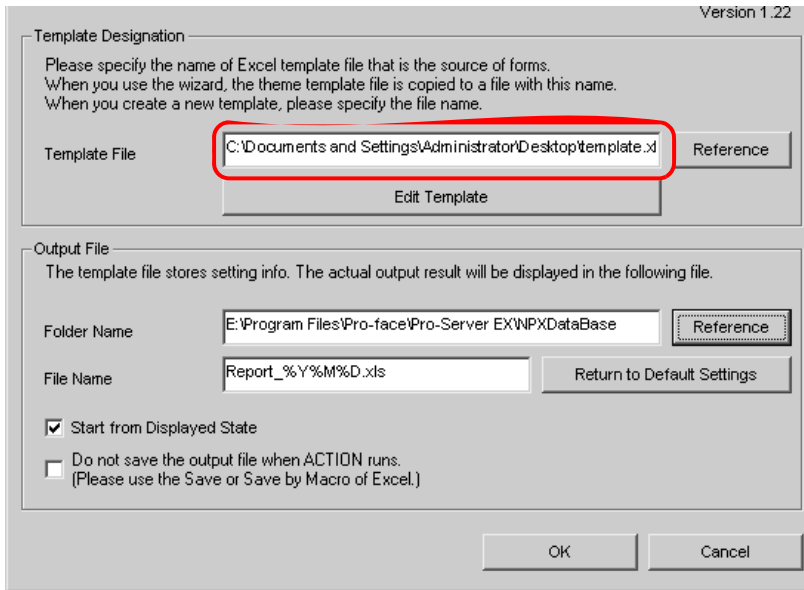 Version 1.22
Template Designation
Please specify the name of Excel template file that is the source of forms.
When you use the wizard, the theme template file is copied to a file with this name.
When you create a new template, please specify the file name.
Template File C:\Documents and Settings\Administrator\Desktop\template.xl Reference
Edit Template
Output File
The template file stores setting info. The actual output result will be displayed in the following file.
Folder Name E:\Program Files\Pro-face\Pro-Server EX\NPXDataBase Reference
File Name Report_%Y%M%D.xls Return to Default Settings
Start from Displayed State
Do not save the output file when ACTION runs.
(Please use the Save or Save by Macro of Excel.)
OK Cancel